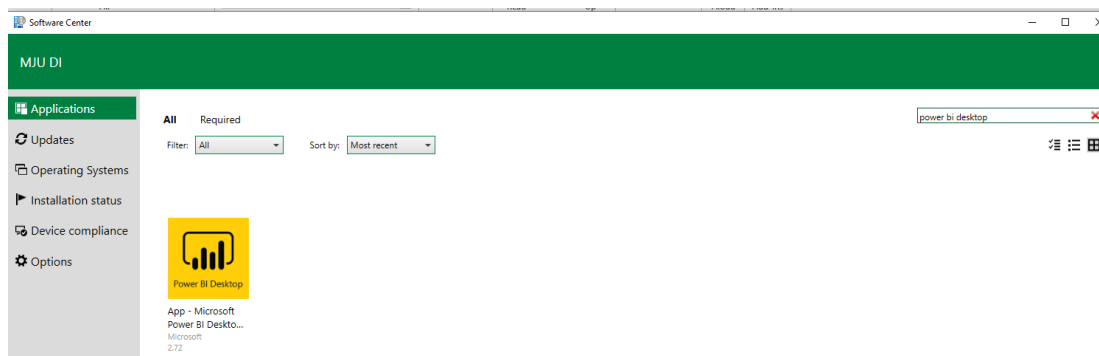 Software Center
MJU DI
Applications
Updates
Operating Systems
Installation status
Device compliance
Options
All Required
power bi desktop
Filter: All Sort by: Most recent
Power BI Desktop
App - Microsoft
Power BI Deskto...
Microsoft
2.72